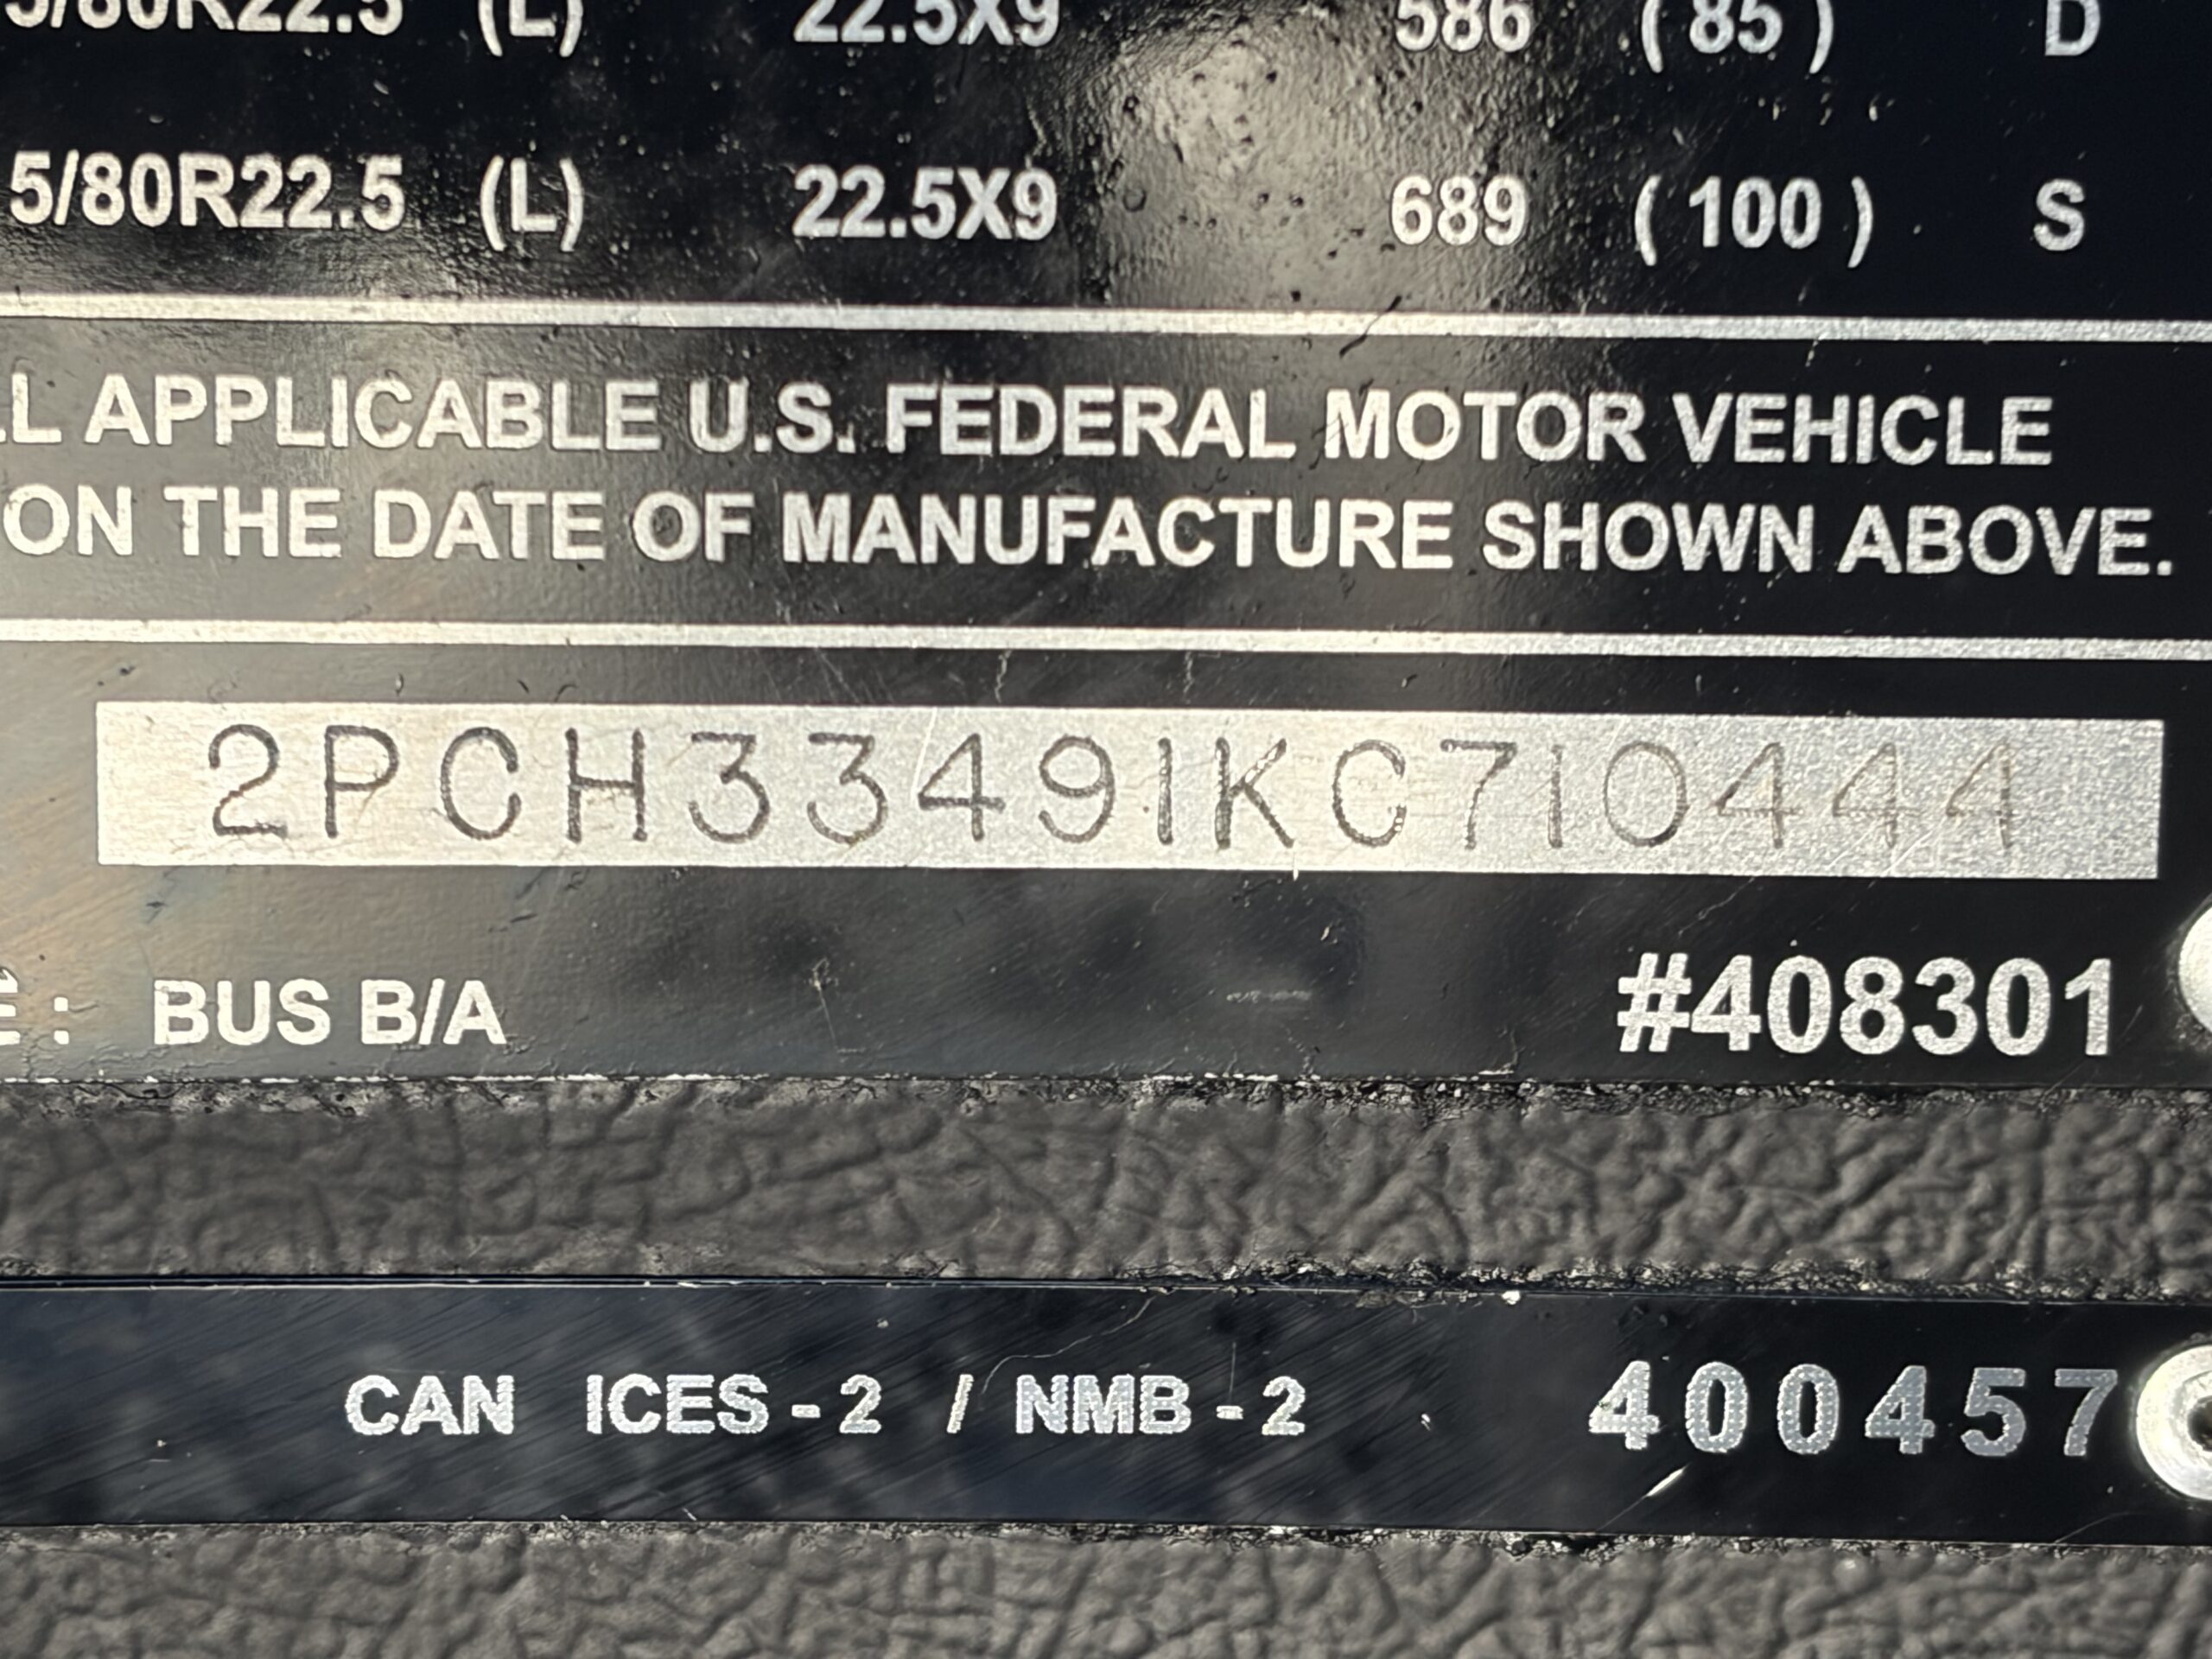 5/80R22.5 (L) 22.5X9 586 ( 85 ) D
5/80R22.5 (L) 22.5X9 689 ( 100 ) S
LL APPLICABLE U.S. FEDERAL MOTOR VEHICLE
ON THE DATE OF MANUFACTURE SHOWN ABOVE.
2PCH33491KC710444
É : BUS B/A #408301
CAN ICES - 2 / NMB - 2 400457